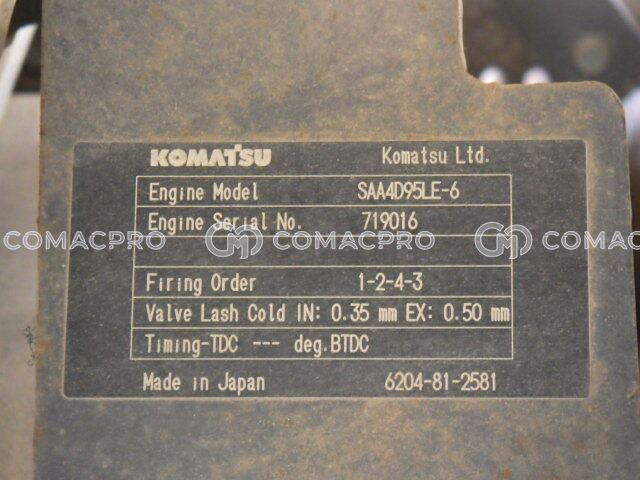 KOMATSU Komatsu Ltd.
Engine Model SAA4D95LE-6
Engine Serial No. 719016
COMACPRO COMACPRO
Firing Order 1-2-4-3
Valve Lash Cold IN: 0.35 mm EX: 0.50 mm
Timing-TDC --- deg.BTDC
Made in Japan 6204-81-2581